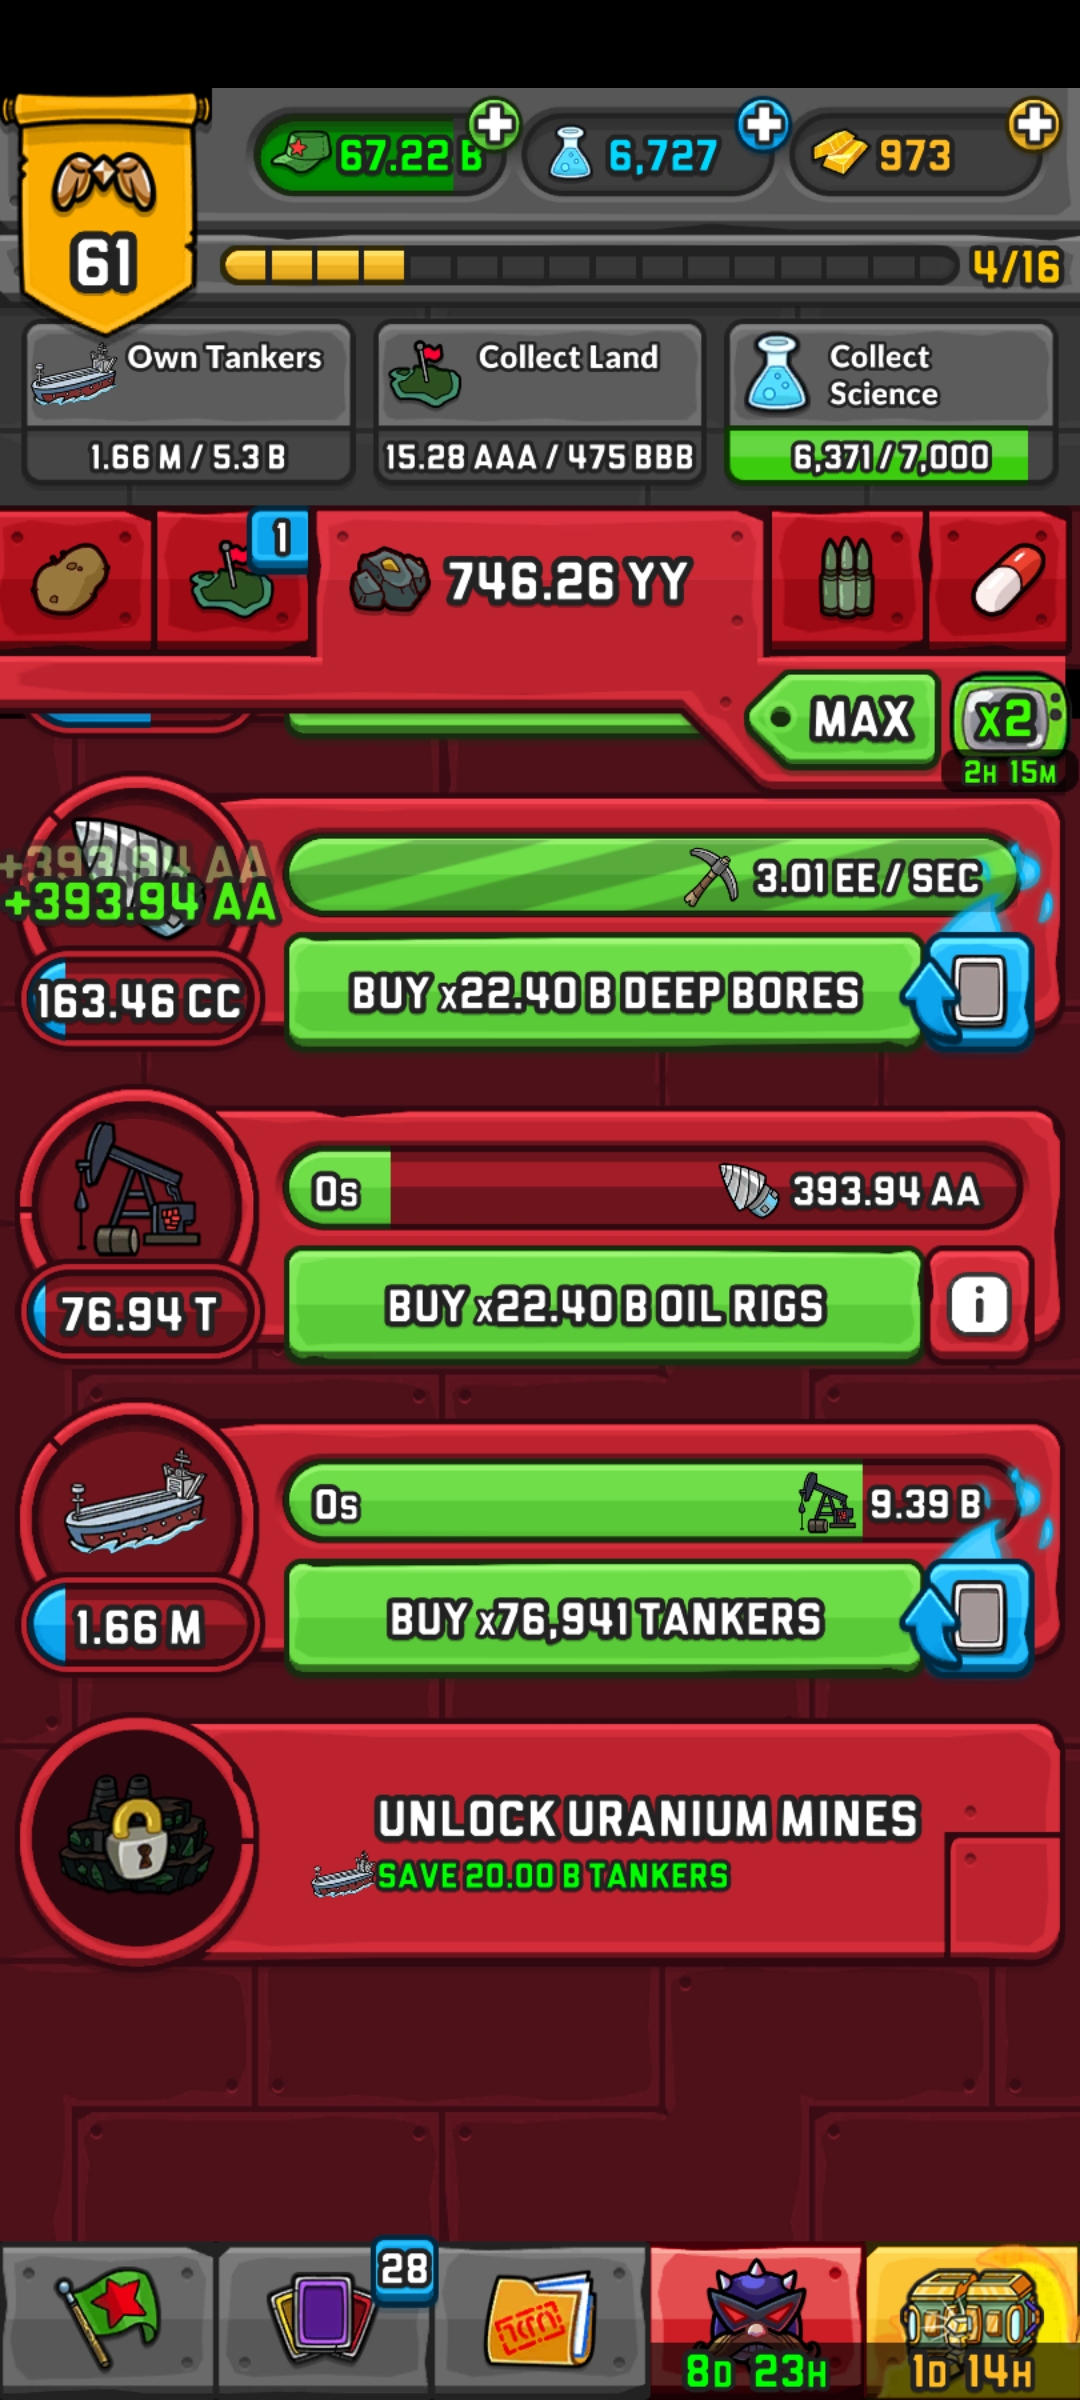 67.22 B
6,727
973
61
4/16
Own Tankers
1.66 M / 5.3 B
Collect Land
15.28 AAA / 475 BBB
Collect
Science
6,371 / 7,000
1
746.26 YY
MAX
x2
2H 15M
+393.94 AA
+393.94 AA
3.01 EE / SEC
163.46 CC
BUY x22.40 B DEEP BORES
0s
393.94 AA
76.94 T
BUY x22.40 B OIL RIGS
i
0s
9.39 B
1.66 M
BUY x76,941 TANKERS
UNLOCK URANIUM MINES
SAVE 20.00 B TANKERS
28
8D 23H
1D 14H